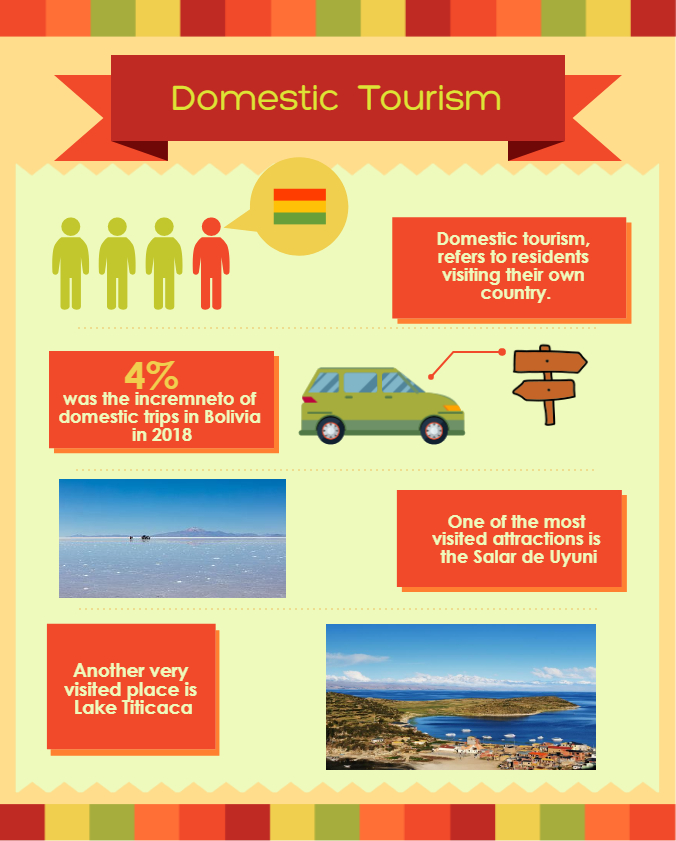 Domestic Tourism
Domestic tourism,
refers to residents
visiting their own
country.
4%
was the incremneto of
domestic trips in Bolivia
in 2018
One of the most
visited attractions is
the Salar de Uyuni
Another very
visited place is
Lake Titicaca